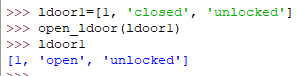 >>> ldoor1=[1, 'closed', 'unlocked']
>>> open_ldoor(ldoor1)
>>> ldoor1
[1, 'open', 'unlocked']